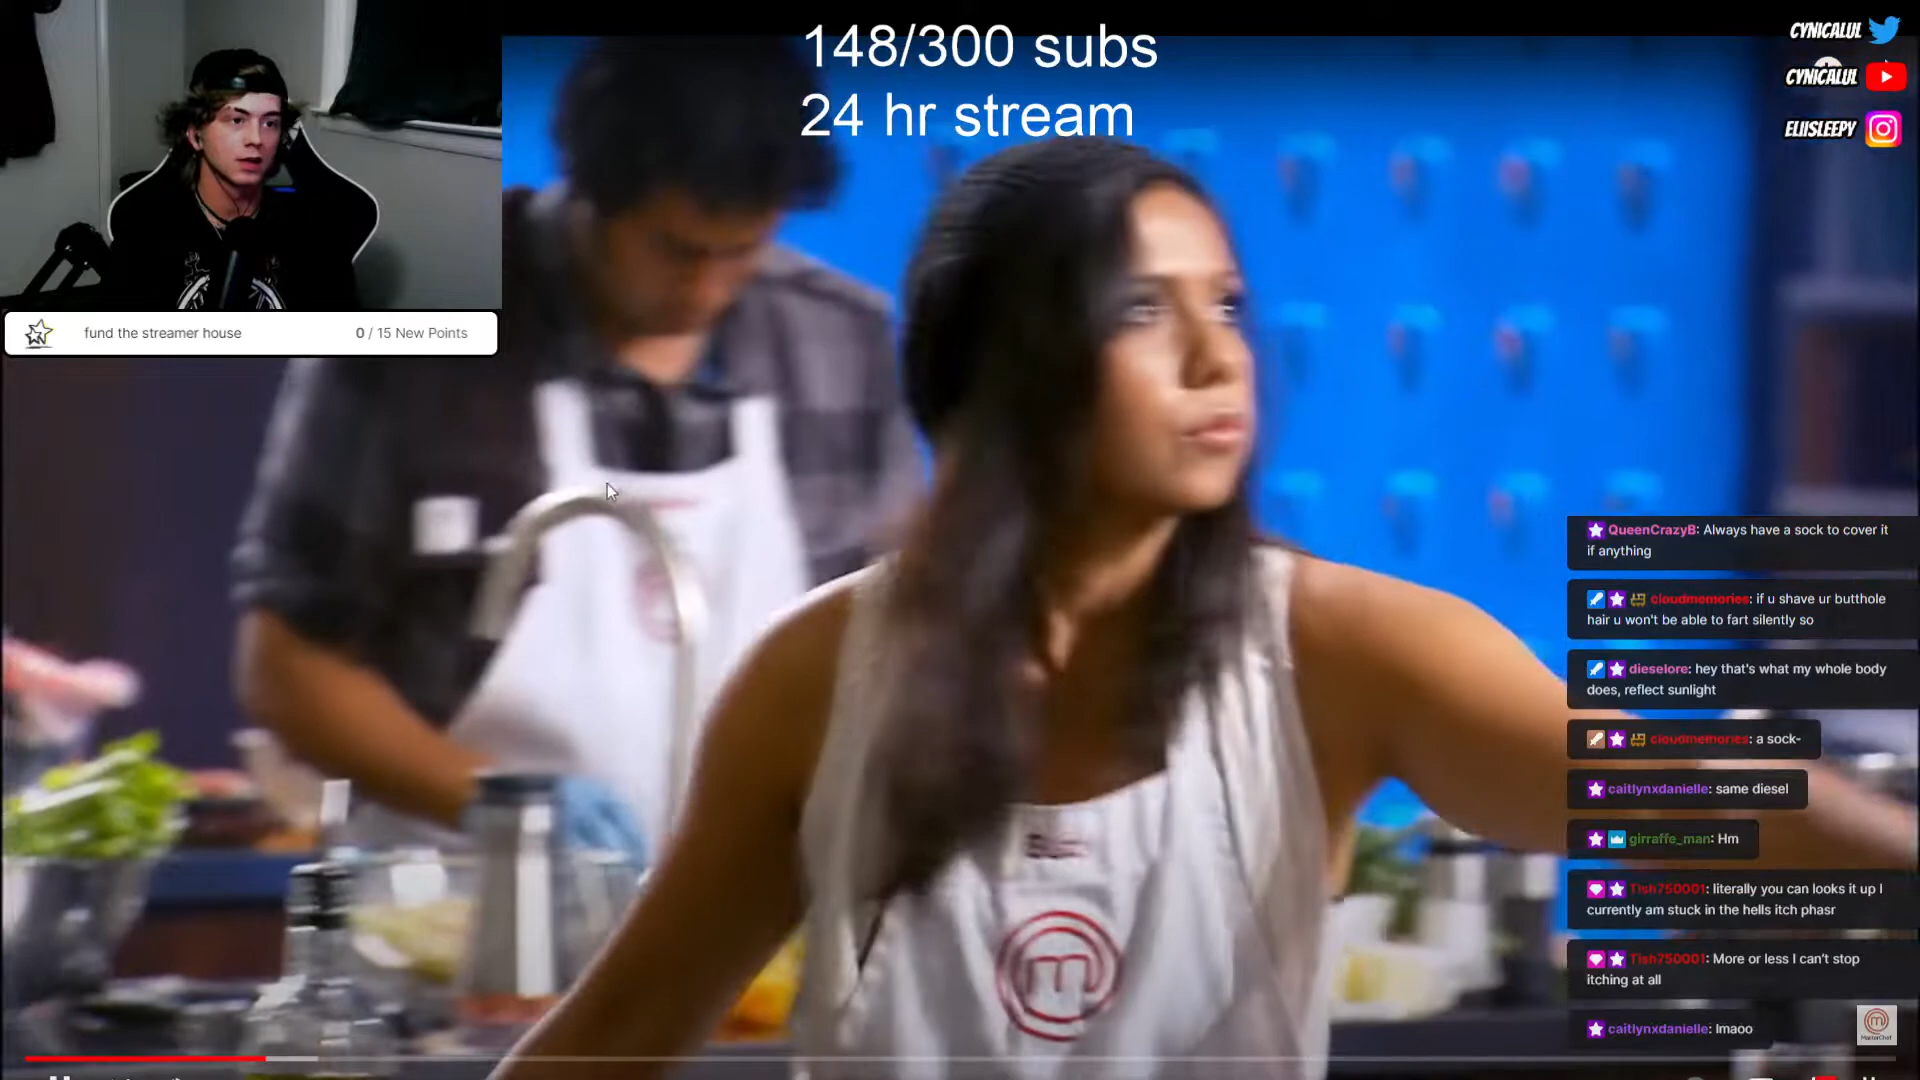 148/300 subs
24 hr stream
CYNICALUL
CYNICALUL
ELIISLEEPY
fund the streamer house
0 / 15 New Points
QueenCrazyB: Always have a sock to cover it
if anything
cloudmemories: if u shave ur butthole
hair u won't be able to fart silently so
dieselore: hey that's what my whole body
does, reflect sunlight
cloudmemories: a sock-
caitlynxdanielle: same diesel
girraffe_man: Hm
Tish750001: literally you can looks it up I
currently am stuck in the hells itch phasr
Tish750001: More or less I can't stop
itching at all
caitlynxdanielle: lmaoo
m
m
MasterChef